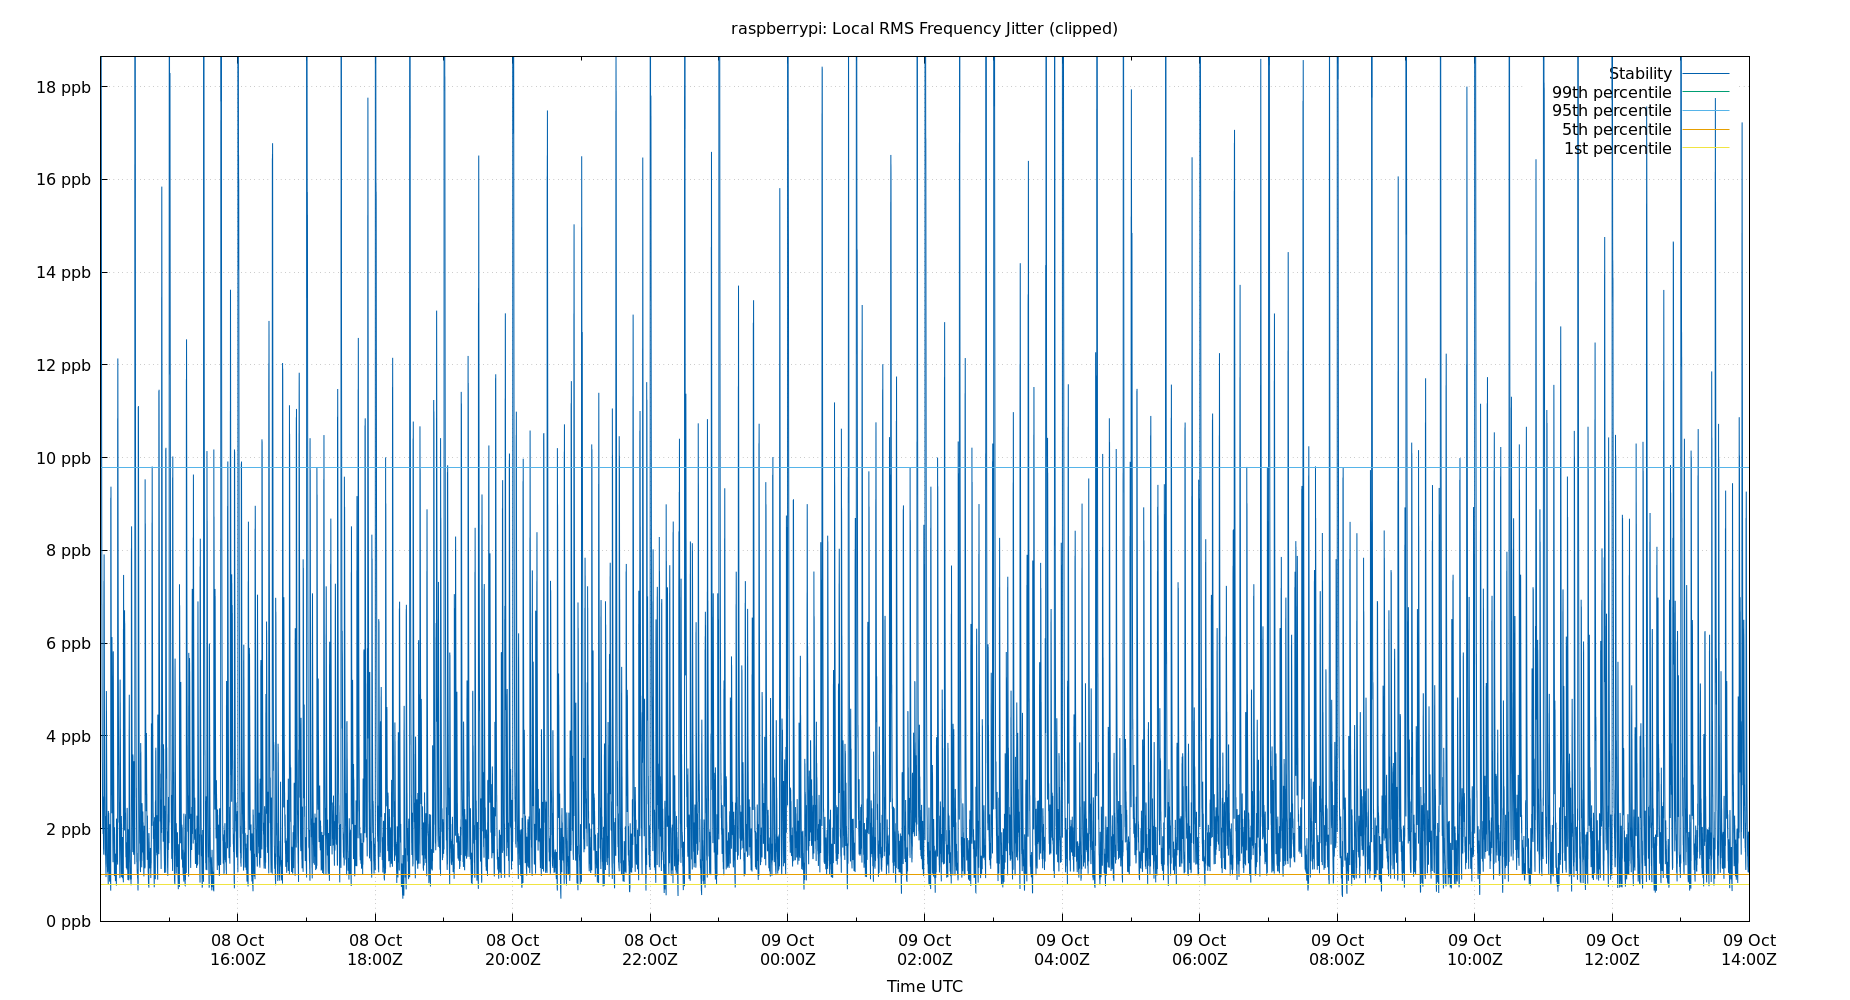 raspberrypi: Local RMS Frequency Jitter (clipped)
Stability
99th percentile
95th percentile
5th percentile
1st percentile
18 ppb
16 ppb
14 ppb
12 ppb
10 ppb
8 ppb
6 ppb
4 ppb
2 ppb
0 ppb
08 Oct 08 Oct 08 Oct 08 Oct 09 Oct 09 Oct 09 Oct 09 Oct 09 Oct 09 Oct 09 Oct 09 Oct
16:00Z 18:00Z 20:00Z 22:00Z 00:00Z 02:00Z 04:00Z 06:00Z 08:00Z 10:00Z 12:00Z 14:00Z
Time UTC